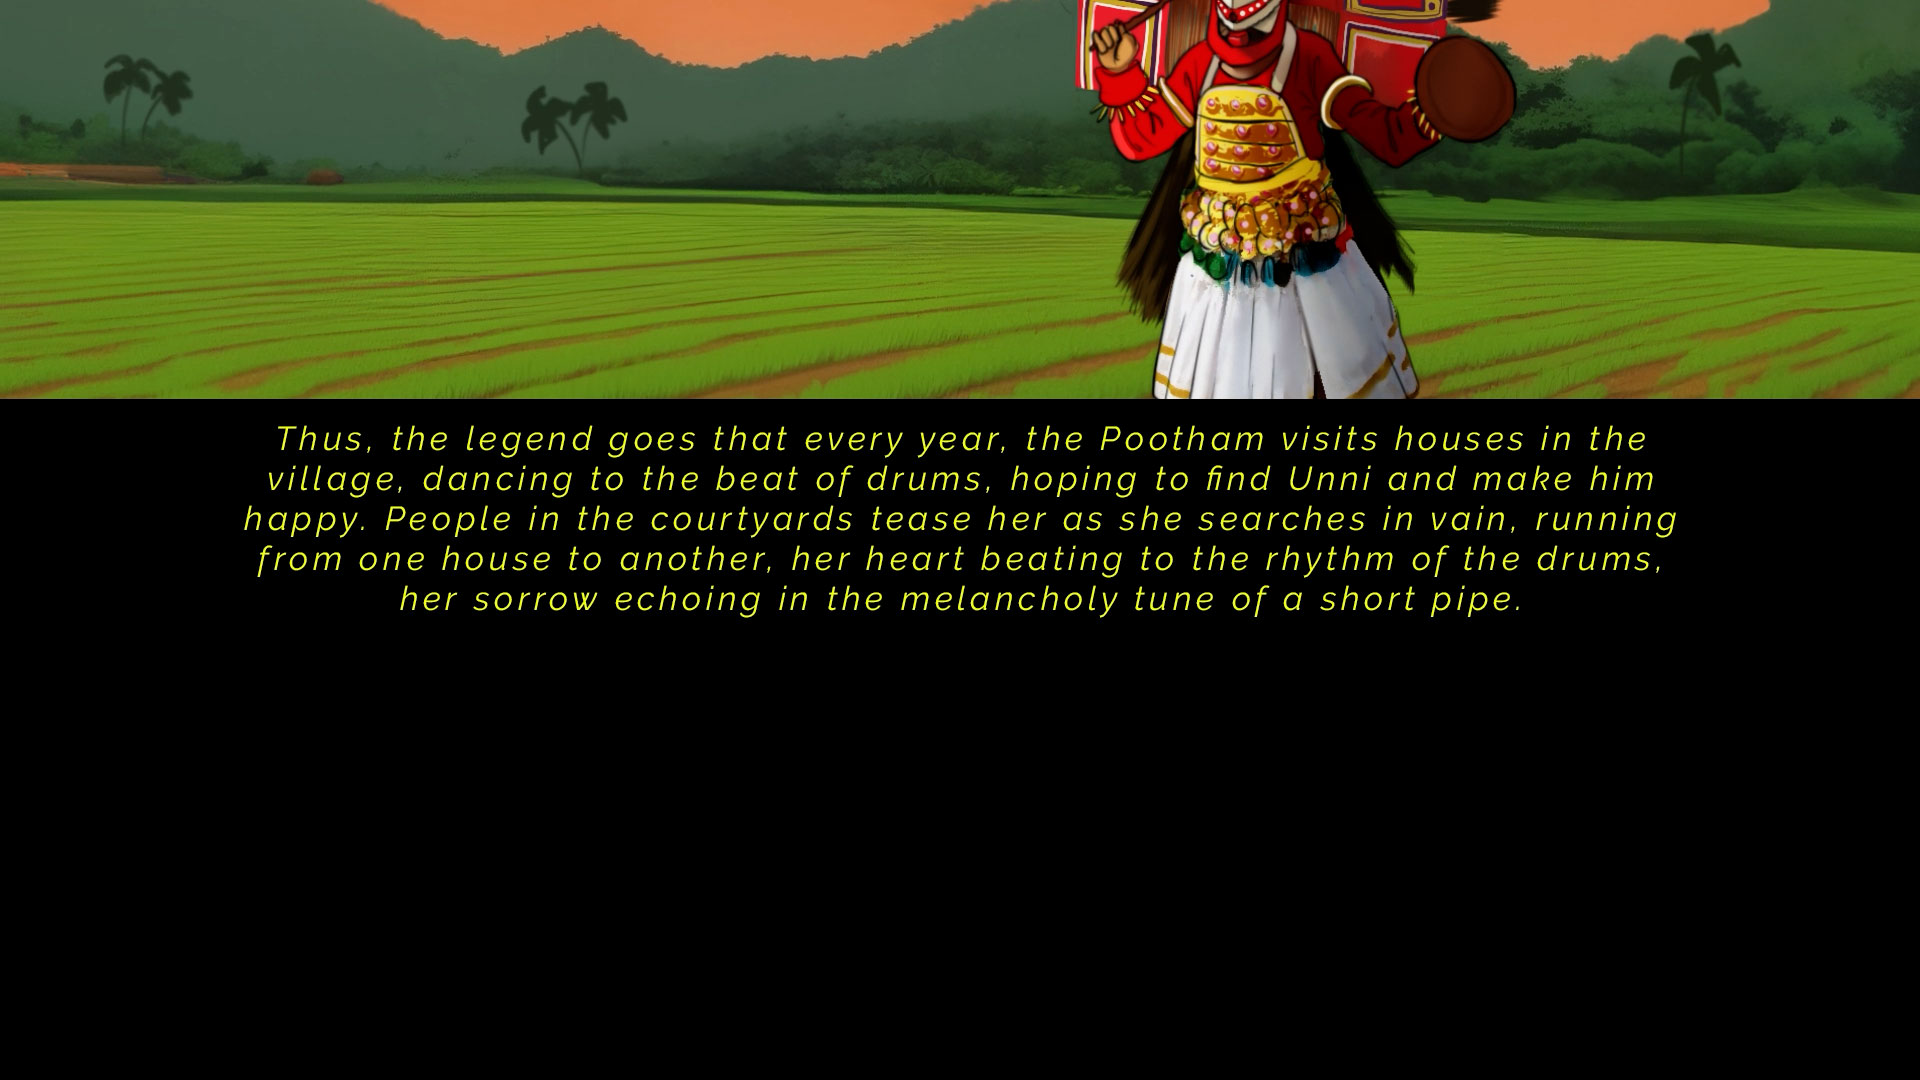 Thus, the legend goes that every year, the Pootham visits houses in the
village, dancing to the beat of drums, hoping to find Unni and make him
happy. People in the courtyards tease her as she searches in vain, running
from one house to another, her heart beating to the rhythm of the drums,
her sorrow echoing in the melancholy tune of a short pipe.